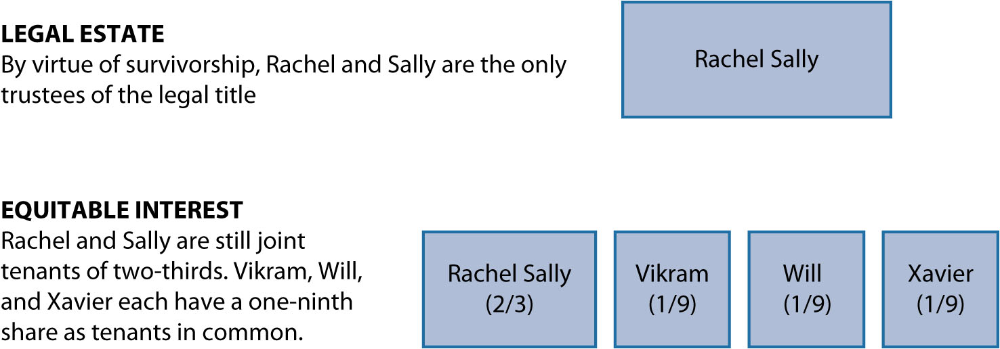 LEGAL ESTATE
By virtue of survivorship, Rachel and Sally are the only
trustees of the legal title
Rachel Sally
EQUITABLE INTEREST
Rachel and Sally are still joint
tenants of two-thirds. Vikram, Will,
and Xavier each have a one-ninth
share as tenants in common.
Rachel Sally
(2/3)
Vikram
(1/9)
Will
(1/9)
Xavier
(1/9)